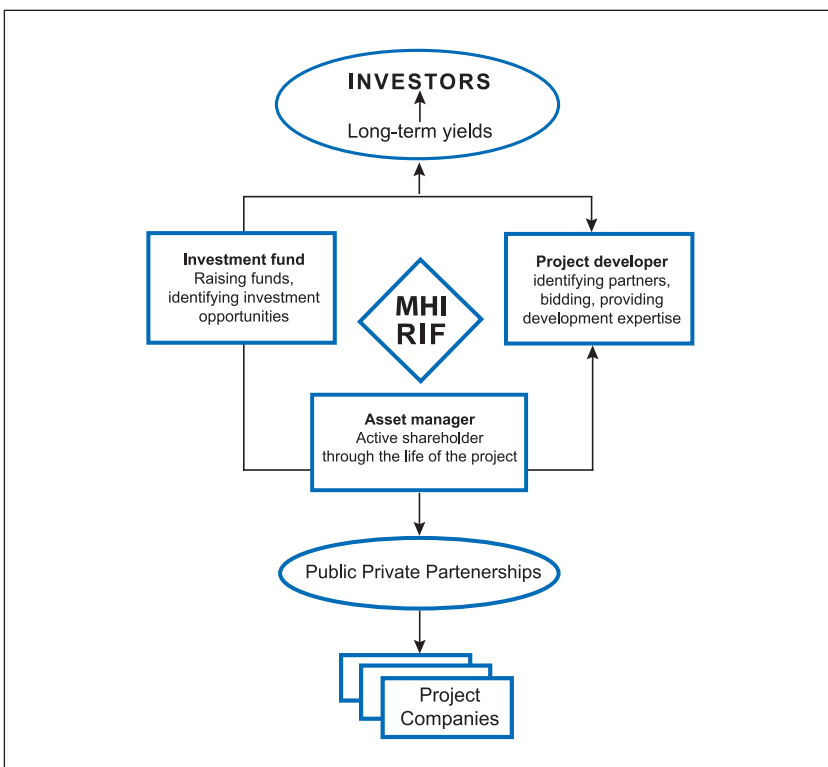 INVESTORS
Long-term yields
Investment fund
Raising funds,
identifying investment
opportunities
MHI
RIF
Project developer
identifying partners,
bidding, providing
development expertise
Asset manager
Active shareholder
through the life of the project
Public Private Partenerships
Project
Companies